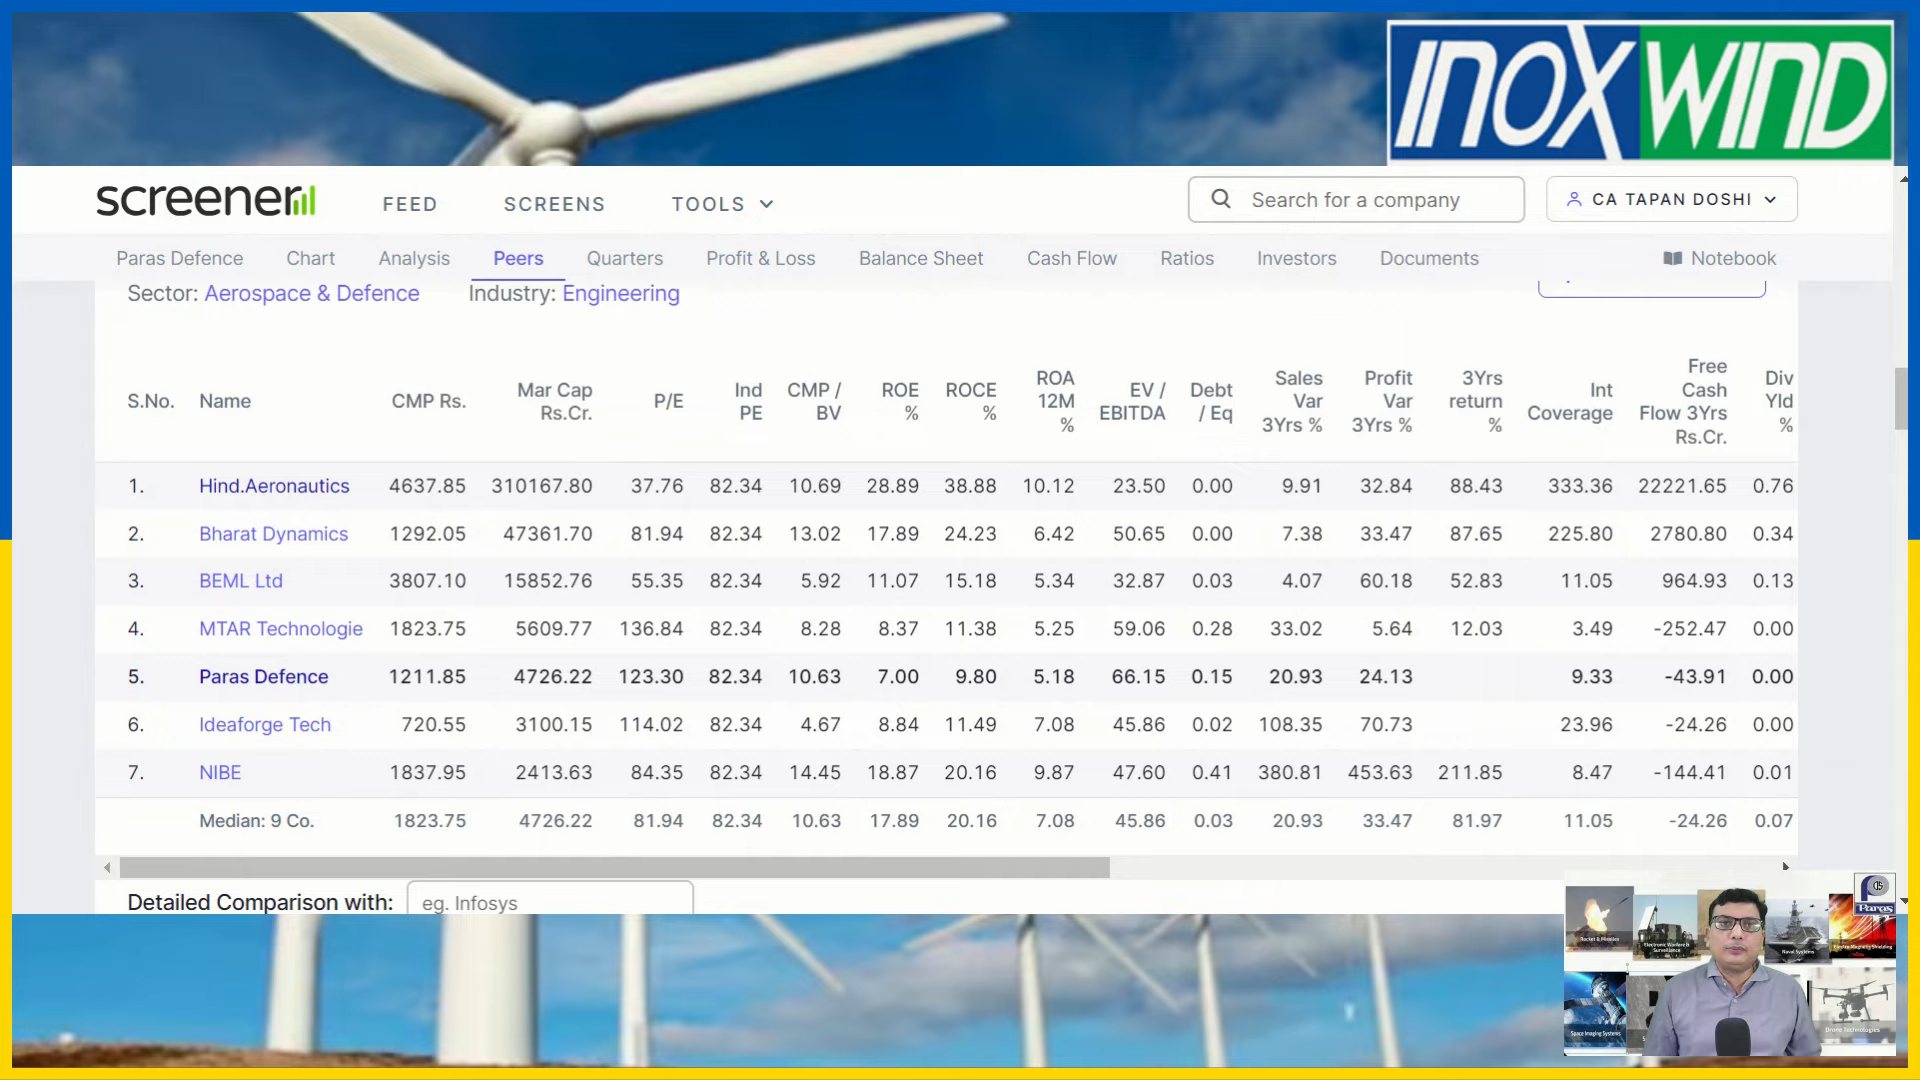 INOXWIND
screener
FEED
SCREENS
TOOLS
Search for a company
CA TAPAN DOSHI
Paras Defence
Chart
Analysis
Peers
Quarters
Profit & Loss
Balance Sheet
Cash Flow
Ratios
Investors
Documents
Notebook
Sector: Aerospace & Defence Industry: Engineering
S.No. Name CMP Rs. Mar Cap Rs.Cr. P/E Ind PE CMP / BV ROE % ROCE % ROA 12M % EV / EBITDA Debt / Eq Sales Var 3Yrs % Profit Var 3Yrs % 3Yrs return % Int Coverage Free Cash Flow 3Yrs Rs.Cr. Div Yld %
1. Hind.Aeronautics 4637.85 310167.80 37.76 82.34 10.69 28.89 38.88 10.12 23.50 0.00 9.91 32.84 88.43 333.36 22221.65 0.76
2. Bharat Dynamics 1292.05 47361.70 81.94 82.34 13.02 17.89 24.23 6.42 50.65 0.00 7.38 33.47 87.65 225.80 2780.80 0.34
3. BEML Ltd 3807.10 15852.76 55.35 82.34 5.92 11.07 15.18 5.34 32.87 0.03 4.07 60.18 52.83 11.05 964.93 0.13
4. MTAR Technologie 1823.75 5609.77 136.84 82.34 8.28 8.37 11.38 5.25 59.06 0.28 33.02 5.64 12.03 3.49 -252.47 0.00
5. Paras Defence 1211.85 4726.22 123.30 82.34 10.63 7.00 9.80 5.18 66.15 0.15 20.93 24.13 9.33 -43.91 0.00
6. Ideaforge Tech 720.55 3100.15 114.02 82.34 4.67 8.84 11.49 7.08 45.86 0.02 108.35 70.73 23.96 -24.26 0.00
7. NIBE 1837.95 2413.63 84.35 82.34 14.45 18.87 20.16 9.87 47.60 0.41 380.81 453.63 211.85 8.47 -144.41 0.01
Median: 9 Co. 1823.75 4726.22 81.94 82.34 10.63 17.89 20.16 7.08 45.86 0.03 20.93 33.47 81.97 11.05 -24.26 0.07
Detailed Comparison with: eg. Infosys
Paras
Rocket & Missiles
Electronic Warfare &
Surveillance
Naval Systems
Electro Magnetic Shielding
Space Imaging Systems
Drone Technologies